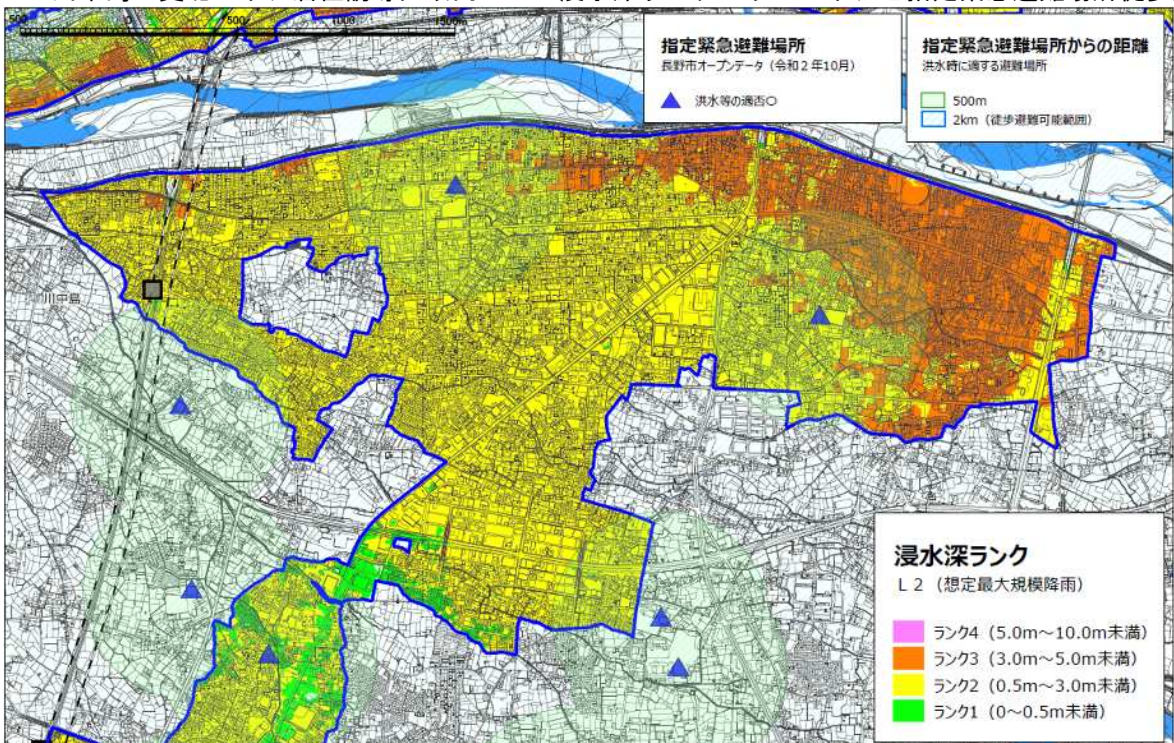 500 0 500 1000 1500m
指定緊急避難場所
長野市オープンデータ（令和２年10月）
洪水等の適否〇
指定緊急避難場所からの距離
洪水時に適する避難場所
500m
2km（徒歩避難可能範囲）
川中島
浸水深ランク
Ｌ２（想定最大規模降雨）
ランク4（5.0m～10.0m未満）
ランク3（3.0m～5.0m未満）
ランク2（0.5m～3.0m未満）
ランク1（0～0.5m未満）